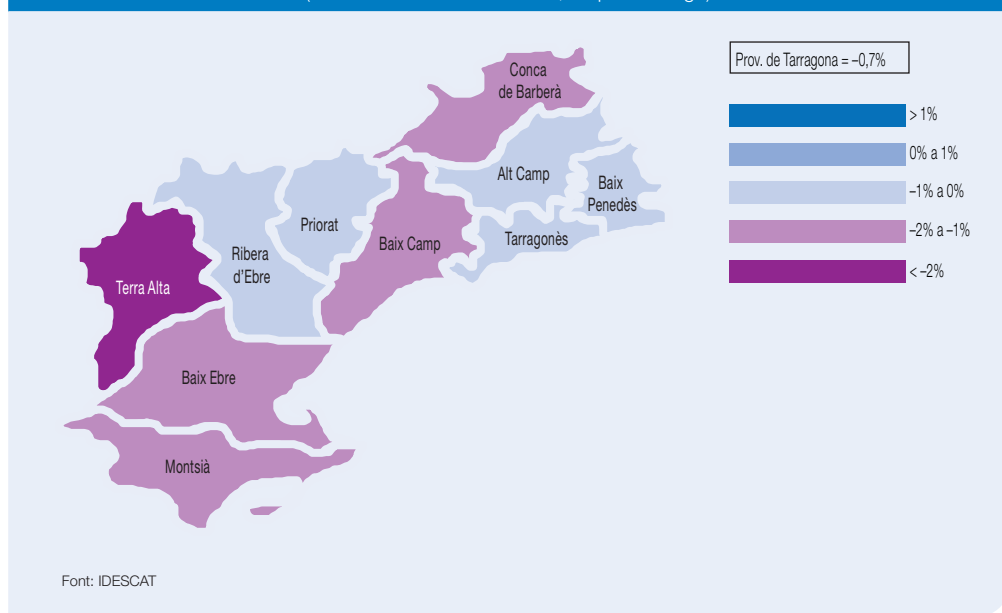 Prov. de Tarragona = –0,7%
> 1%
0% a 1%
–1% a 0%
–2% a –1%
< –2%
Conca
de Barberà
Alt Camp
Baix
Penedès
Tarragonès
Priorat
Baix Camp
Ribera
d'Ebre
Terra Alta
Baix Ebre
Montsià
Font: IDESCAT